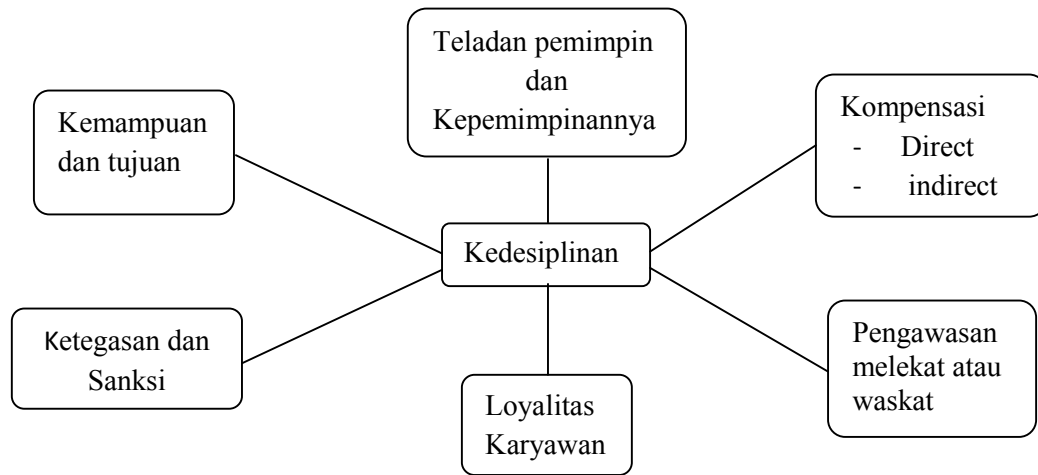 Teladan pemimpin
dan
Kepemimpinannya
Kemampuan
dan tujuan
Kompensasi
- Direct
- indirect
Kedesiplinan
Ketegasan dan
Sanksi
Loyalitas
Karyawan
Pengawasan
melekat atau
waskat